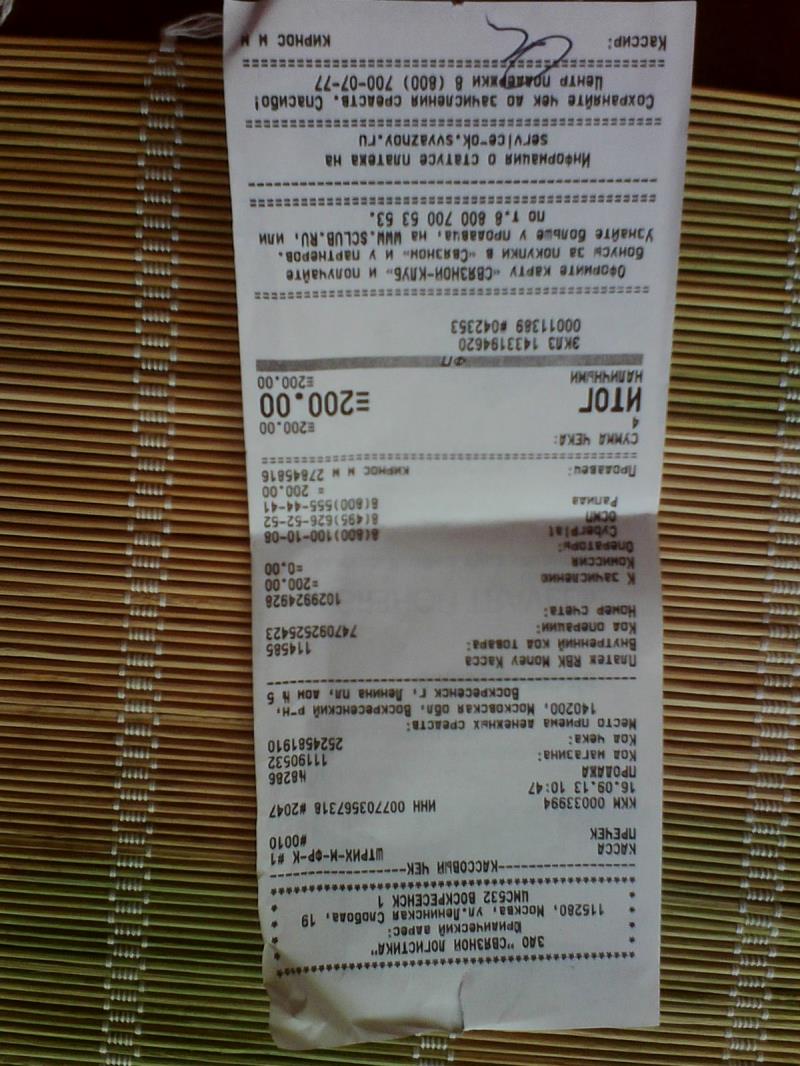 ЗАО "СВЯЗНОЙ ЛОГИСТИКА"
Юридический адрес:
115280, Москва, ул.Ленинская Слобода, 19
ЦМС532 ВОСКРЕСЕНСК 1
КАССОВЫЙ ЧЕК
КАССА ШТРИХ-М-ФР-К #1
ПРЕЧЕК #0010
ККМ 00033994 ИНН 007703567318 #2047
16.09.13 10:47
ПРОДАЖА №8286
Код магазина: 11190532
Код чека: 2524581910
Место приема денежных средств:
140200, Московская обл, Воскресенский р-н,
Воскресенск г, Ленина пл, дом N 5
Платеж RBK Money Касса
Внутренний код товара: 114585
Код операции: 747092525423
Номер счета: 1029924928
К зачислению =200.00
Комиссия =0.00
Операторы:
CyberPlat 8(800)100-10-08
ОСМП 8(495)626-52-52
Рапида 8(800)555-44-41
= 200.00
Продавец: КИРНОС М М 27845816
СУММА ЧЕКА:
4 ≡200.00
ИТОГ ≡200.00
НАЛИЧНЫМИ ≡200.00
ФП
ЭКЛЗ 1433194620
00011389 #042353
Оформите карту «СВЯЗНОЙ-КЛУБ» и получайте
бонусы за покупки в «Связном» и у партнеров.
Узнайте больше у продавца, на WWW.SCLUB.RU, или
по т.8 800 700 53 53.
Информация о статусе платежа на
service-ok.svyaznoy.ru
Сохраняйте чек до зачисления средств. Спасибо!
Центр поддержки 8 (800) 700-07-77
Кассир: КИРНОС М М